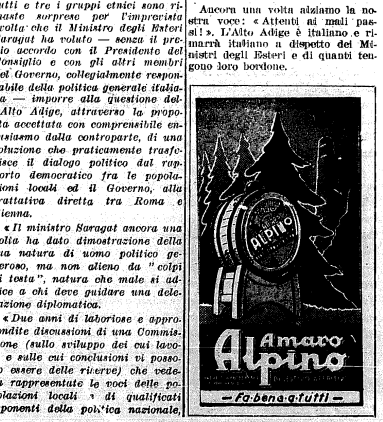 utti e tre i gruppi etnici sono ri-
uante sorprese per l'imprevista
volta che il Ministro degli Esteri
Saragat ha voluto — senza il pre
io accordo con il Presidente del
Consiglio e con gli altri membri
del Governo, collegialmente respon-
abile della politica generale italia-
a — imporre alla questione del-
'Alto Adige, attraverso la propo-
ta accettata con comprensibile en-
usiasmo dalla controparte, di una
oluzione che praticamente trasfe-
isce il dialogo politico dal rap-
orto democratico fra le popola-
ioni locali ed il Governo, alla
rattativa diretta tra Roma e
ienna.
« Il ministro Saragat ancora una
olta ha dato dimostrazione della
ua natura di uomo politico ge-
eroso, ma non alieno da "colpi
i testa", natura che male si ad-
ice a chi deve guidare una dele-
azione diplomatica.
« Due anni di laboriose e appro-
ondite discussioni di una Commis-
one (sullo sviluppo dei cui lavo-
e sulle cui conclusioni vi posso-
o essere delle riserve) che vede-
a rappresentate le voci delle po-
olazioni locali di qualificati
ponenti della politica nazionale,
Ancora una volta alziamo la no-
stra voce: « Attenti ai mali pas-
si! ». L'Alto Adige è italiano e ri-
marrà italiano a dispetto dei Mi-
nistri degli Esteri e di quanti ten-
gono loro bordone.
ALPINO
Amaro
Alpino
— Fa bene a tutti —